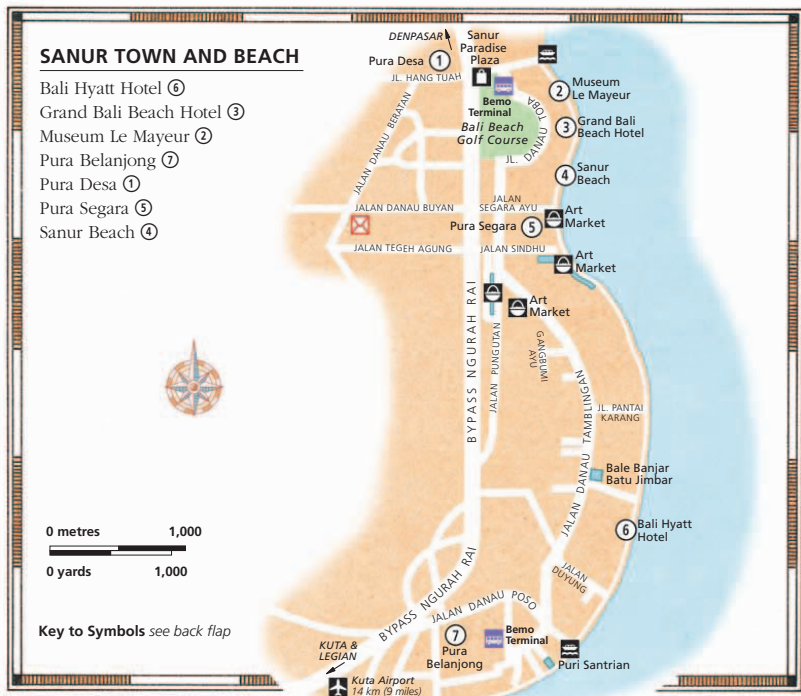 SANUR TOWN AND BEACH
Bali Hyatt Hotel ⑥
Grand Bali Beach Hotel ③
Museum Le Mayeur ②
Pura Belanjong ⑦
Pura Desa ①
Pura Segara ⑤
Sanur Beach ④
DENPASAR
Sanur
Paradise
Plaza
Pura Desa ①
JL. HANG TUAH
Bemo
Terminal
② Museum
Le Mayeur
JALAN DANAU BERATAN
Bali Beach
Golf Course
JL. DANAU TOBA
③ Grand Bali
Beach Hotel
④ Sanur
Beach
JALAN DANAU BUYAN
JALAN
SEGARA AYU
Art
Market
Pura Segara ⑤
JALAN TEGEH AGUNG
JALAN SINDHU
Art
Market
Art
Market
BYPASS NGURAH RAI
JALAN PUNGUTAN
GANGBUMI
AYU
JALAN DANAU TAMBLINGAN
JL. PANTAI
KARANG
Bale Banjar
Batu Jimbar
⑥ Bali Hyatt
Hotel
JALAN
DUYUNG
0 metres 1,000
0 yards 1,000
BYPASS NGURAH RAI
JALAN DANAU POSO
Key to Symbols see back flap
⑦
Pura
Belanjong
Bemo
Terminal
Puri Santrian
KUTA &
LEGIAN
Kuta Airport
14 km (9 miles)